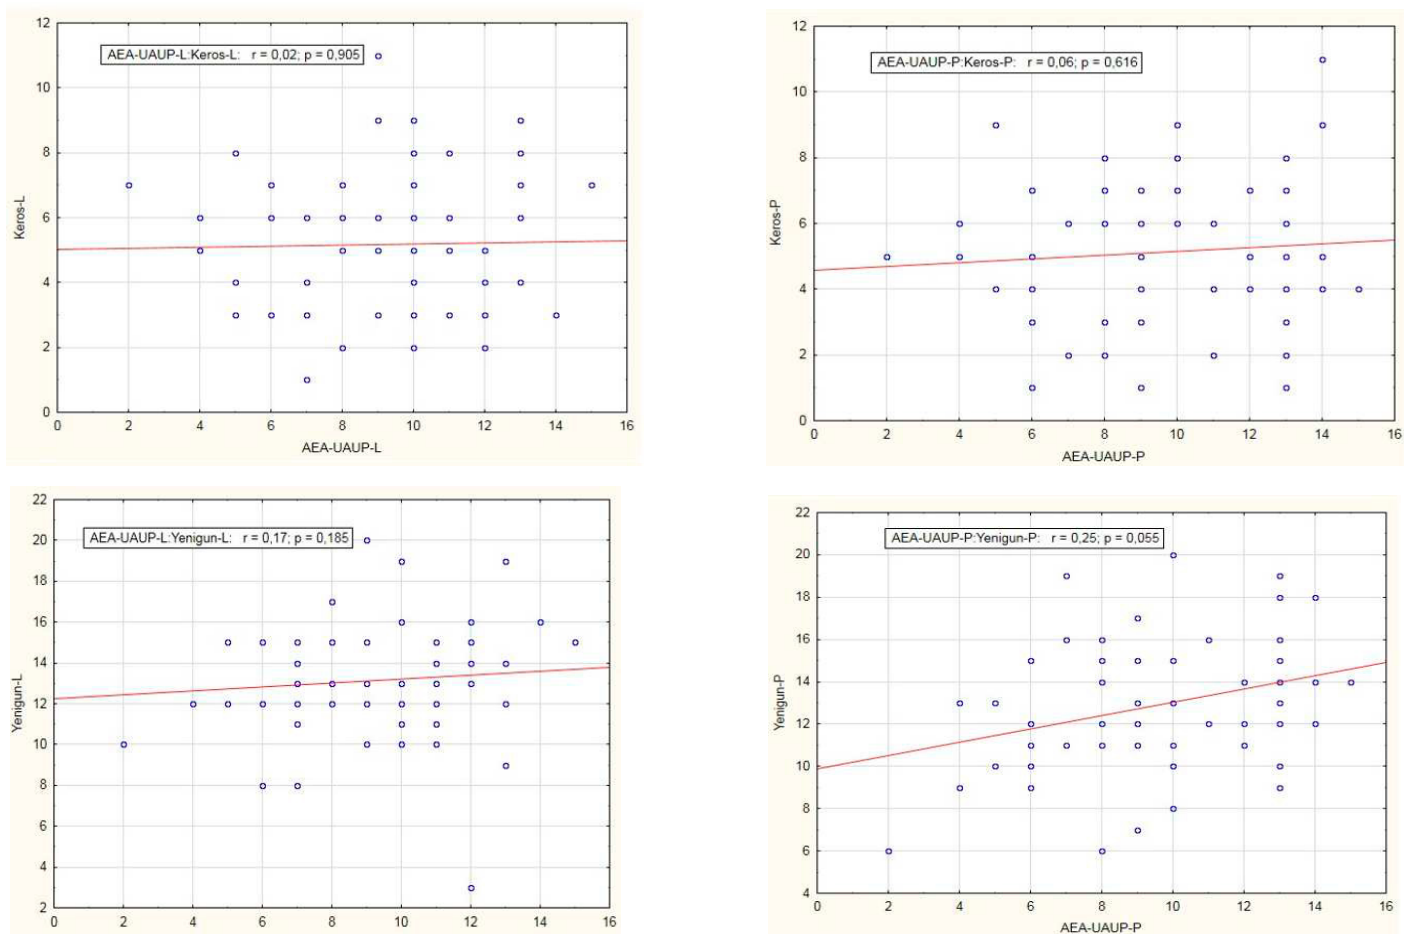 12
10
8
6
4
2
0
Keros-L
AEA-UAUP-L:Keros-L: r = 0,02; p = 0,905
0 2 4 6 8 10 12 14 16
AEA-UAUP-L
12
10
8
6
4
2
0
Keros-P
AEA-UAUP-P:Keros-P: r = 0,06; p = 0,616
0 2 4 6 8 10 12 14 16
AEA-UAUP-P
22
20
18
16
14
12
10
8
6
4
2
Yenigun-L
AEA-UAUP-L:Yenigun-L: r = 0,17; p = 0,185
0 2 4 6 8 10 12 14 16
22
20
18
16
14
12
10
8
6
4
Yenigun-P
AEA-UAUP-P:Yenigun-P: r = 0,25; p = 0,055
0 2 4 6 8 10 12 14 16
AEA-UAUP-P